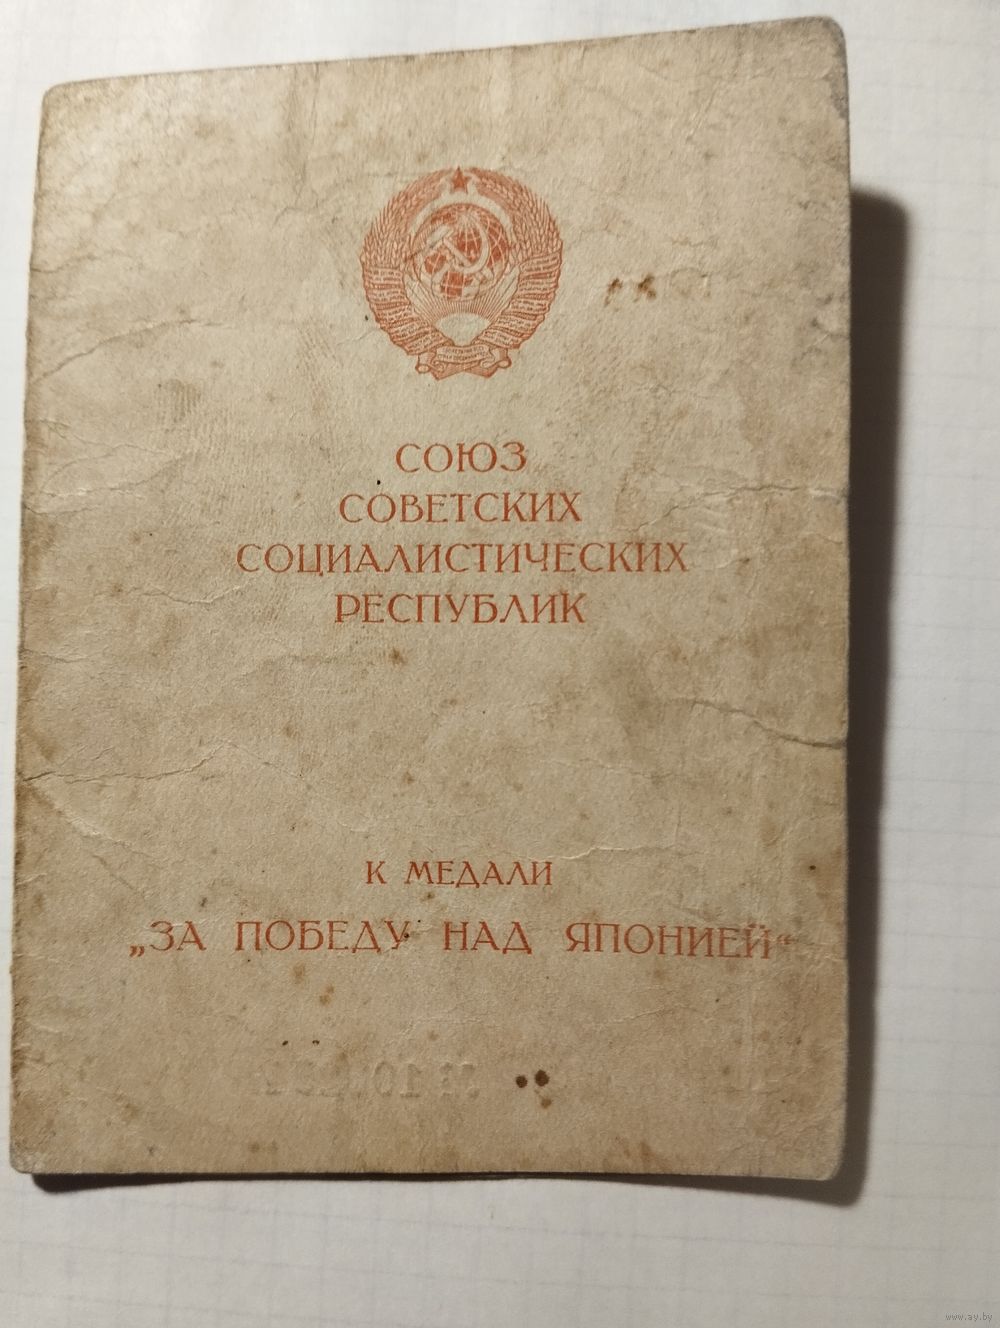 СОЮЗ
СОВЕТСКИХ
СОЦИАЛИСТИЧЕСКИХ
РЕСПУБЛИК
К МЕДАЛИ
„ЗА ПОБЕДУ НАД ЯПОНИЕЙ“
www.ay.by